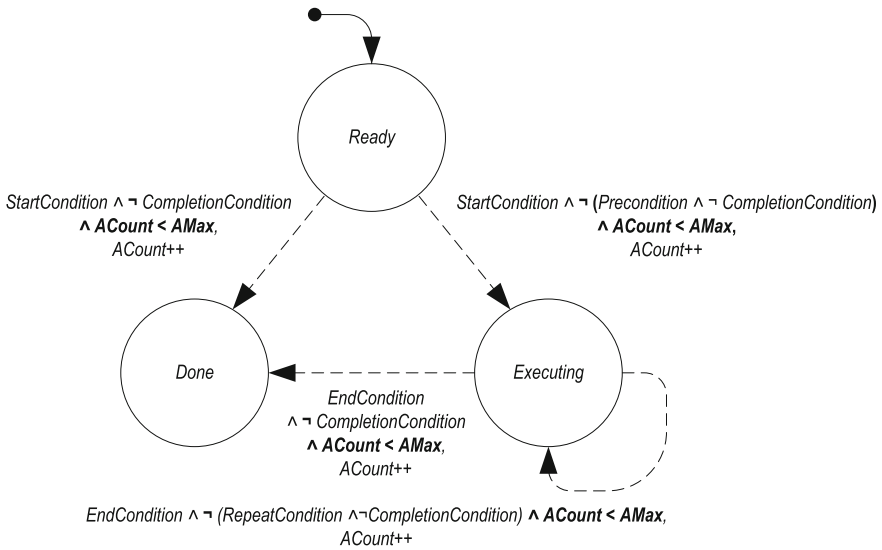 Ready
StartCondition ∧ ¬ CompletionCondition
∧ ACount < AMax,
ACount++
StartCondition ∧ ¬ (Precondition ∧ ¬ CompletionCondition)
∧ ACount < AMax,
ACount++
Done
Executing
EndCondition
∧ ¬ CompletionCondition
∧ ACount < AMax,
ACount++
EndCondition ∧ ¬ (RepeatCondition ∧¬CompletionCondition) ∧ ACount < AMax,
ACount++